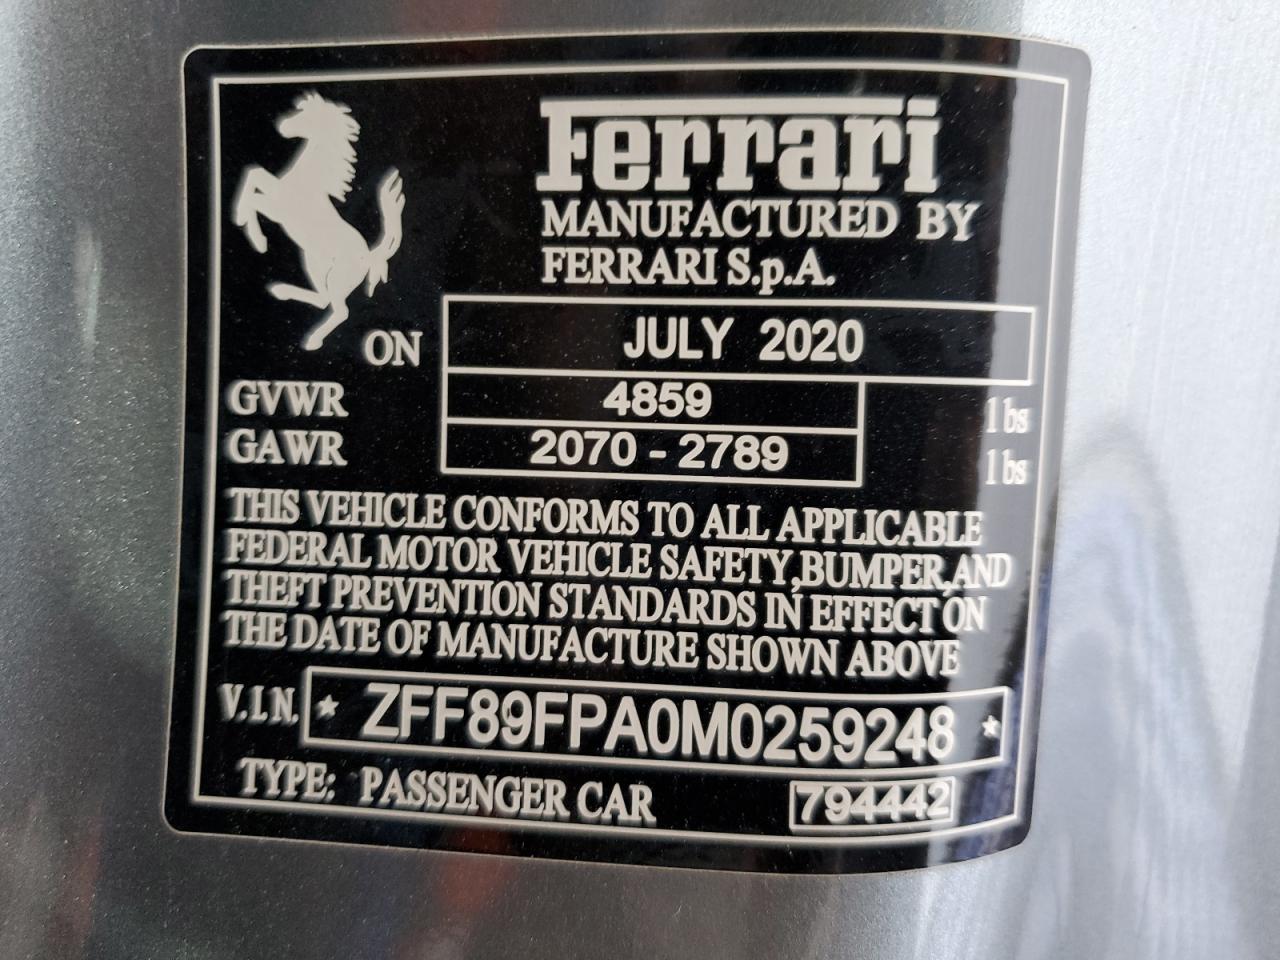 Ferrari
MANUFACTURED BY
FERRARI S.p.A.
ON JULY 2020
GVWR 4859 lbs
GAWR 2070 - 2789 lbs
THIS VEHICLE CONFORMS TO ALL APPLICABLE
FEDERAL MOTOR VEHICLE SAFETY,BUMPER,AND
THEFT PREVENTION STANDARDS IN EFFECT ON
THE DATE OF MANUFACTURE SHOWN ABOVE
V.I.N. * ZFF89FPA0M0259248 *
TYPE: PASSENGER CAR 794442